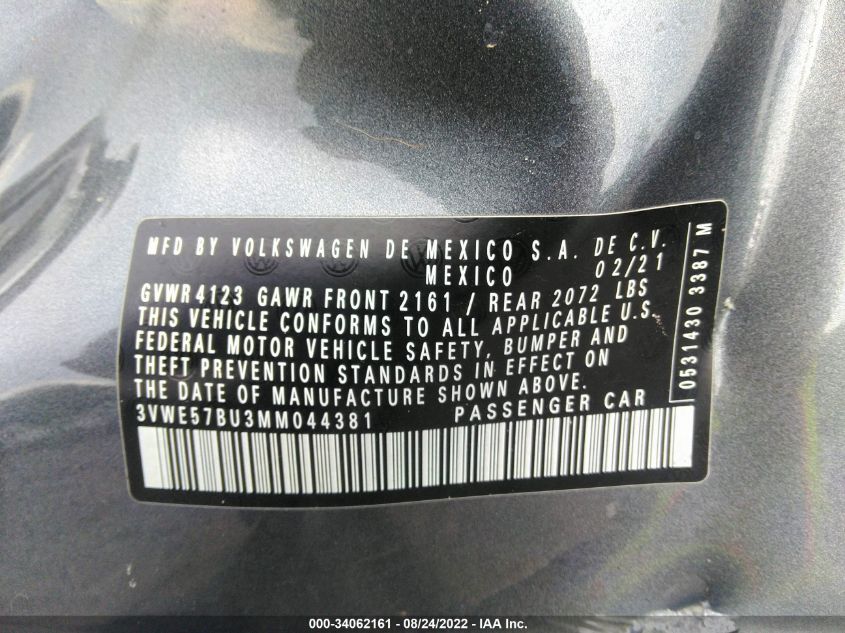 MFD BY VOLKSWAGEN DE MEXICO S.A. DE C.V.
MEXICO 02/21
GVWR 4123 GAWR FRONT 2161 / REAR 2072 LBS
THIS VEHICLE CONFORMS TO ALL APPLICABLE U.S.
FEDERAL MOTOR VEHICLE SAFETY, BUMPER AND
THEFT PREVENTION STANDARDS IN EFFECT ON
THE DATE OF MANUFACTURE SHOWN ABOVE.
3VWE57BU3MM044381 PASSENGER CAR
0531430 3387 M
000-34062161 - 08/24/2022 - IAA Inc.